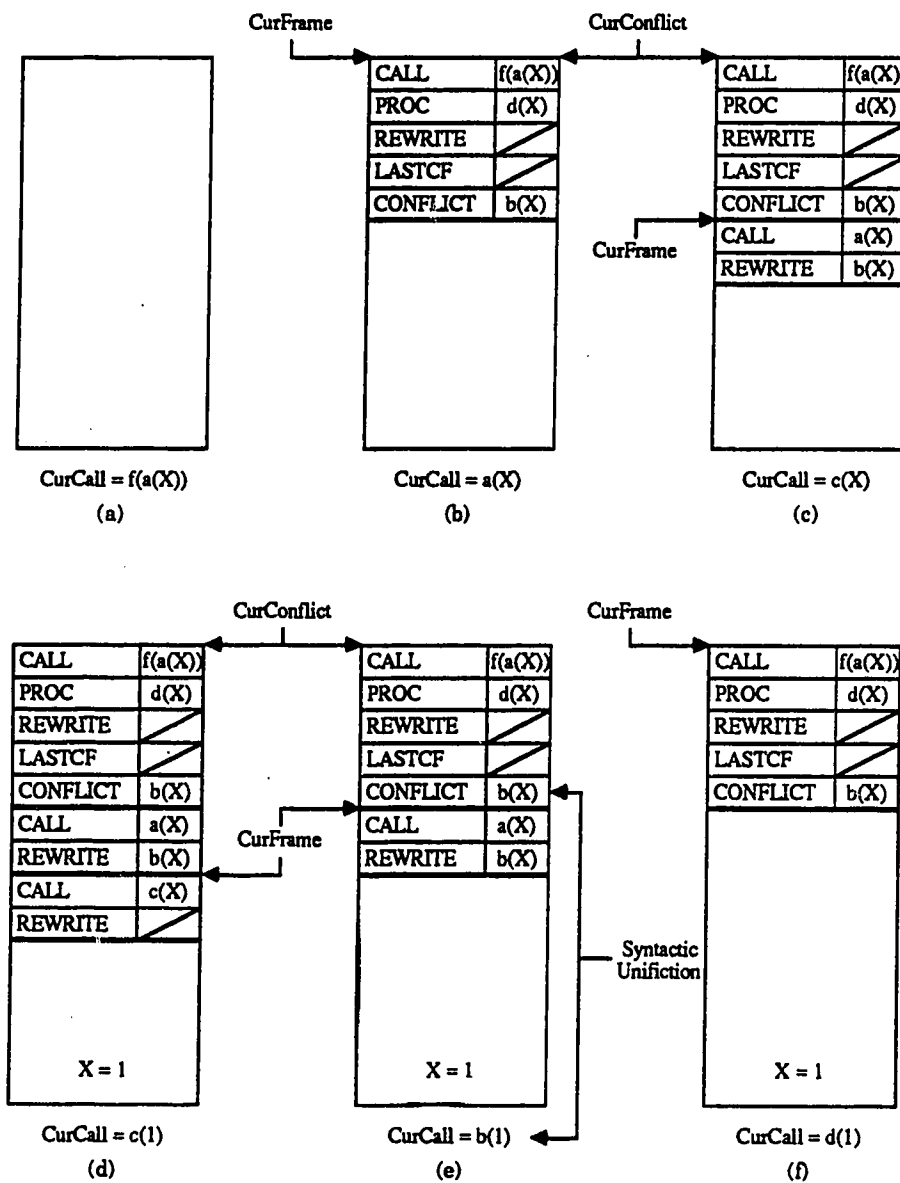 CurFrame CurConflict
CALL f(a(X)) CALL f(a(X)
PROC d(X) PROC d(X)
REWRITE REWRITE
LASTCF LASTCF
CONFLICT b(X) CONFLICT b(X)
CurFrame CALL a(X)
REWRITE b(X)
CurCall = f(a(X)) CurCall = a(X) CurCall = c(X)
(a) (b) (c)
CurConflict CurFrame
CALL f(a(X)) CALL f(a(X)) CALL f(a(X))
PROC d(X) PROC d(X) PROC d(X)
REWRITE REWRITE REWRITE
LASTCF LASTCF LASTCF
CONFLICT b(X) CONFLICT b(X) CONFLICT b(X)
CALL a(X) CurFrame CALL a(X)
REWRITE b(X) REWRITE b(X)
CALL c(X)
REWRITE
Syntactic
Unifiction
X = 1 X = 1 X = 1
CurCall = c(1) CurCall = b(1) CurCall = d(1)
(d) (e) (f)